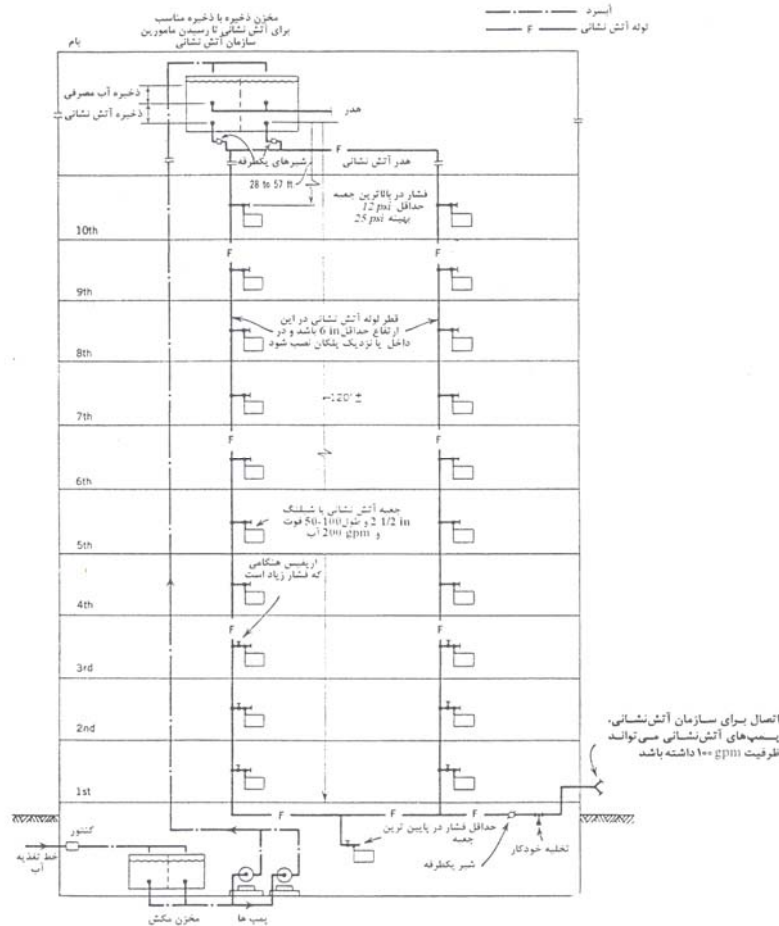 آبسرد
لوله آتش نشانی F
مخزن ذخیره با ذخیره مناسب
برای آتش نشانی تا رسیدن مامورین
سازمان آتش نشانی
بام
ذخیره آب مصرفی
ذخیره آتش نشانی
هدر
F
شیرهای یکطرفه
هدر آتش نشانی
28 to 57 ft
فشار در بالاترین جعبه
حداقل 12 psi
بهینه 25 psi
10th
F
F
9th
قطر لوله آتش نشانی در این
ارتفاع حداقل 6 in باشد و در
داخل یا نزدیک پلکان نصب شود
8th
120' ±
7th
F
F
6th
جعبه آتش نشانی با شیلنگ
2 1/2 in و طول 50-100 فوت
و 200 gpm آب
5th
اریفیس هنگامی
که فشار زیاد است
4th
F
F
3rd
2nd
اتصال برای سازمان آتش‌نشانی،
پمپ‌های آتش‌نشانی می‌تواند
ظرفیت ۱۰۰ gpm داشته باشد
1st
F
F
F
حداقل فشار در پایین ترین
جعبه
تخلیه خودکار
شیر یکطرفه
کنتور
خط تغذیه
آب
مخزن مکش
پمپ ها